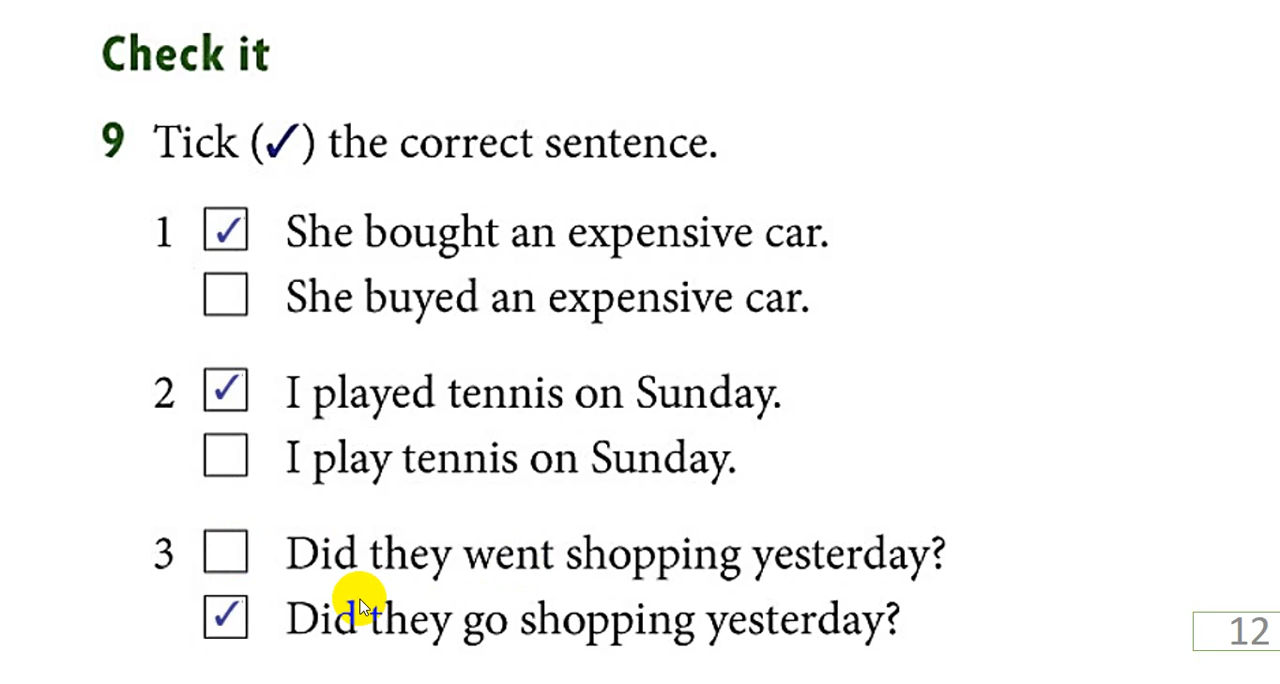 Check it
9 Tick (✓) the correct sentence.
1 ✓ She bought an expensive car.
She buyed an expensive car.
2 ✓ I played tennis on Sunday.
I play tennis on Sunday.
3 Did they went shopping yesterday?
✓ Did they go shopping yesterday?
12